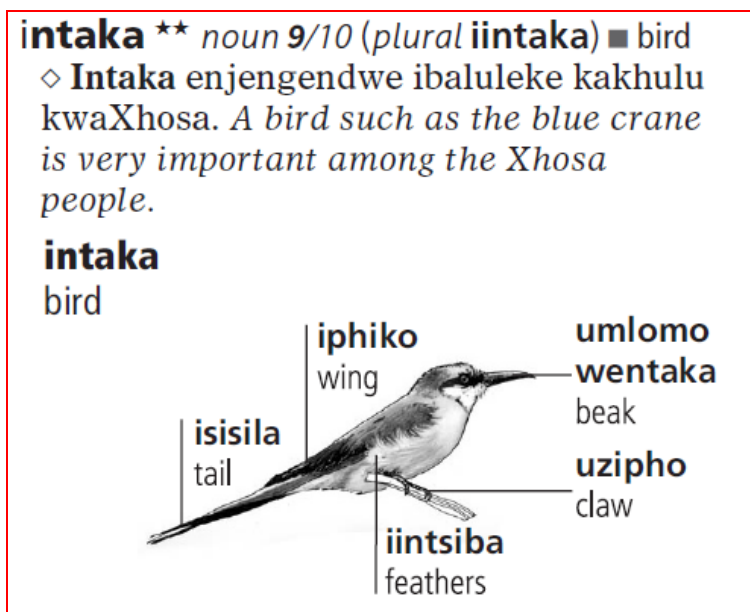 intaka ★★ noun 9/10 (plural iintaka) ■ bird
◇ Intaka enjengendwe ibaluleke kakhulu
kwaXhosa. A bird such as the blue crane
is very important among the Xhosa
people.
intaka
bird
iphiko
wing
umlomo
wentaka
beak
isisila
tail
uzipho
claw
iintsiba
feathers